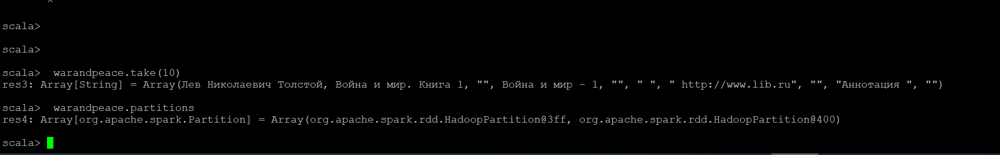 ^
scala>
scala>
scala>  warandpeace.take(10)
res3: Array[String] = Array(Лев Николаевич Толстой, Война и мир. Книга 1, "", Война и мир - 1, "", " ", " http://www.lib.ru", "", "Аннотация ", "")
scala>  warandpeace.partitions
res4: Array[org.apache.spark.Partition] = Array(org.apache.spark.rdd.HadoopPartition@3ff, org.apache.spark.rdd.HadoopPartition@400)
scala>